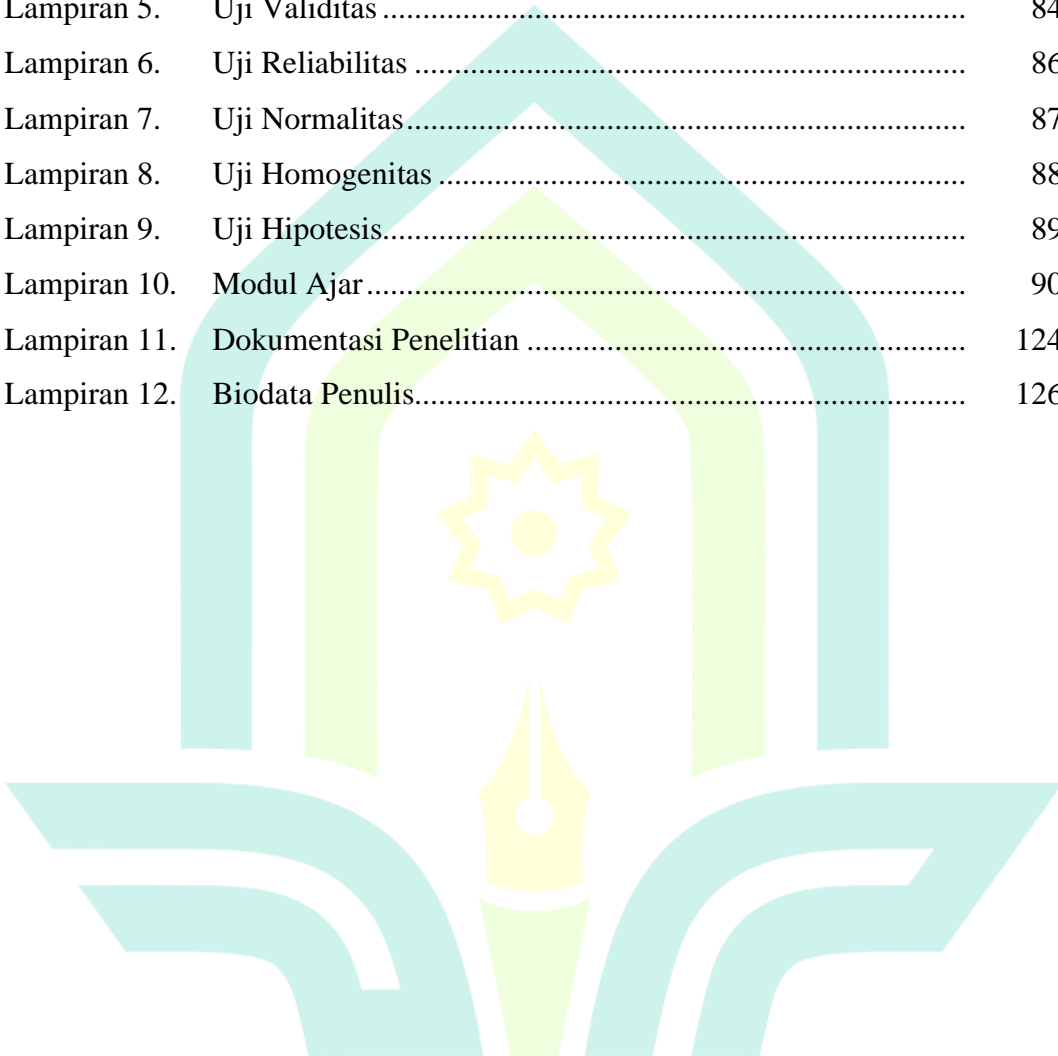 Lampiran 5. Uji Validitas ........................................................................ 84
Lampiran 6. Uji Reliabilitas .................................................................... 86
Lampiran 7. Uji Normalitas..................................................................... 87
Lampiran 8. Uji Homogenitas ................................................................. 88
Lampiran 9. Uji Hipotesis........................................................................ 89
Lampiran 10. Modul Ajar .......................................................................... 90
Lampiran 11. Dokumentasi Penelitian ...................................................... 124
Lampiran 12. Biodata Penulis.................................................................... 126